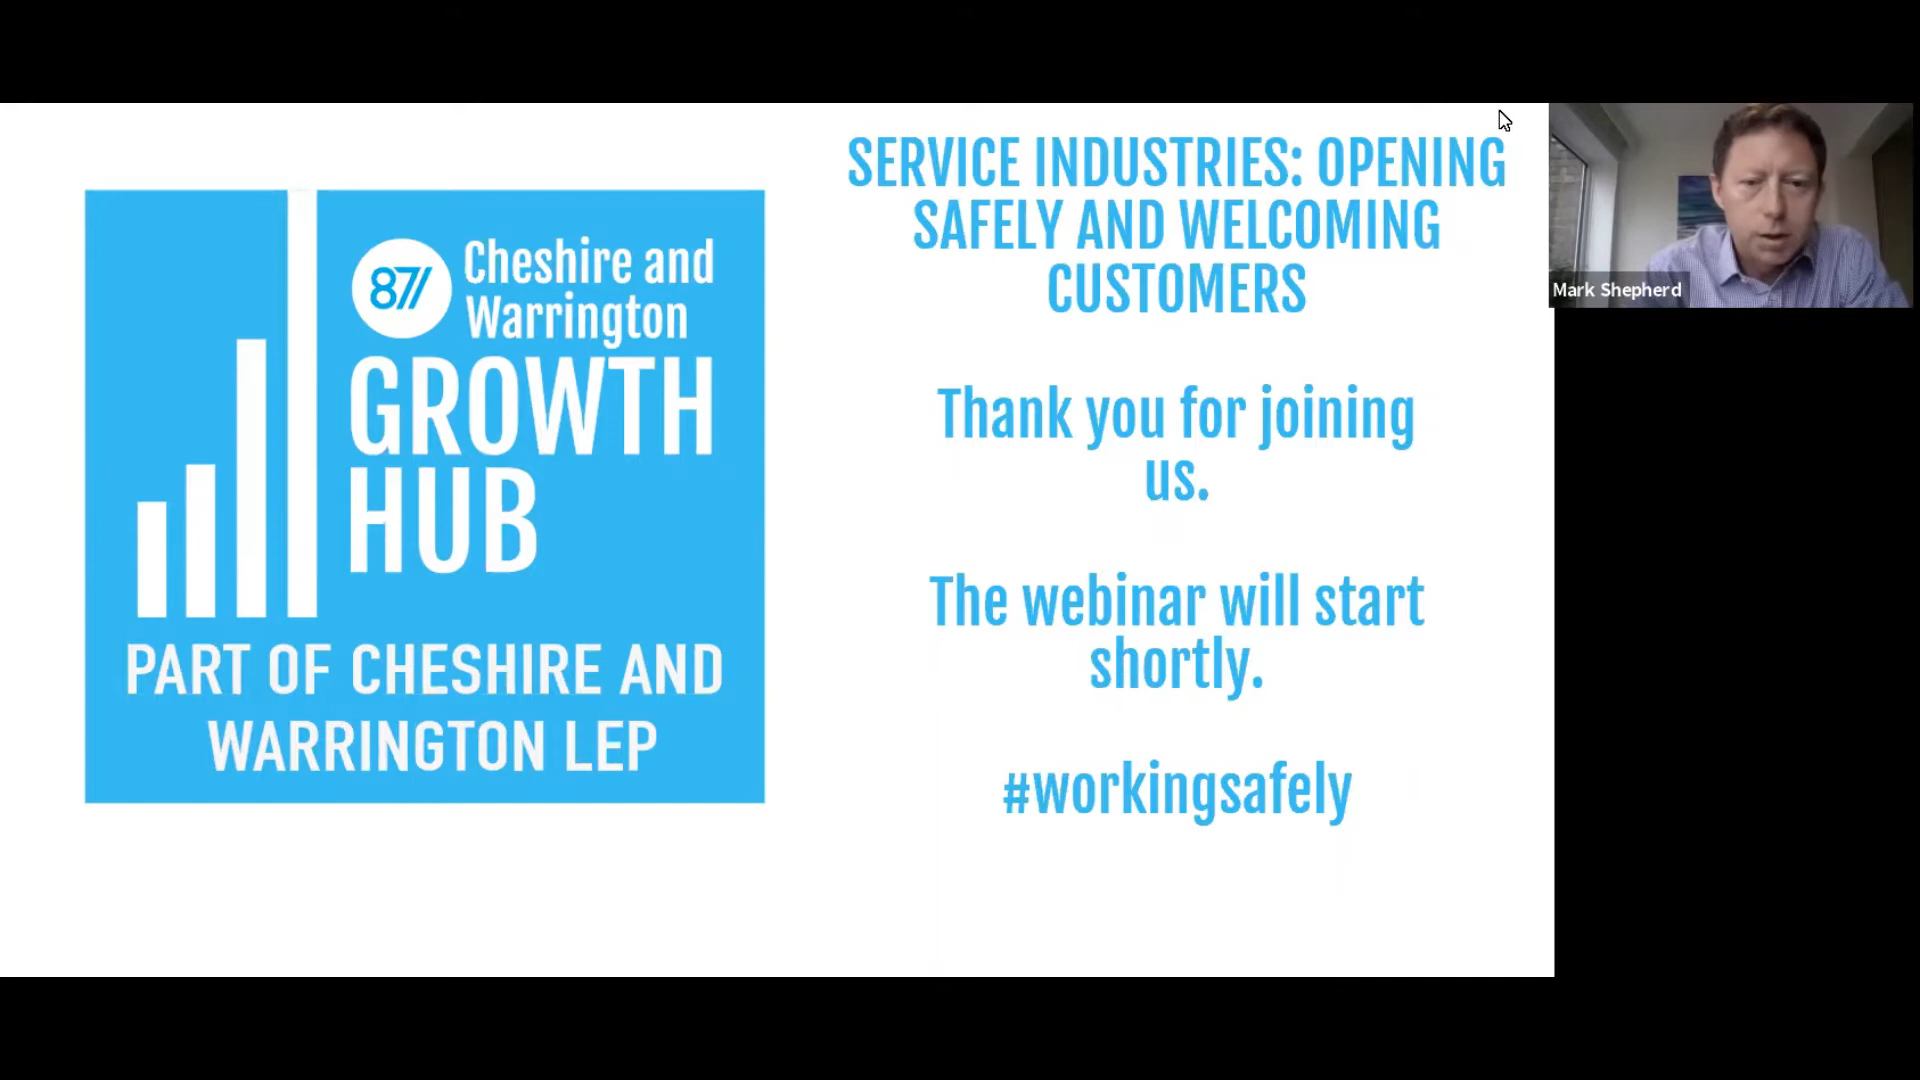 871
Cheshire and
Warrington
GROWTH
HUB
PART OF CHESHIRE AND
WARRINGTON LEP
SERVICE INDUSTRIES: OPENING
SAFELY AND WELCOMING
CUSTOMERS
Thank you for joining
us.
The webinar will start
shortly.
#workingsafely
Mark Shepherd